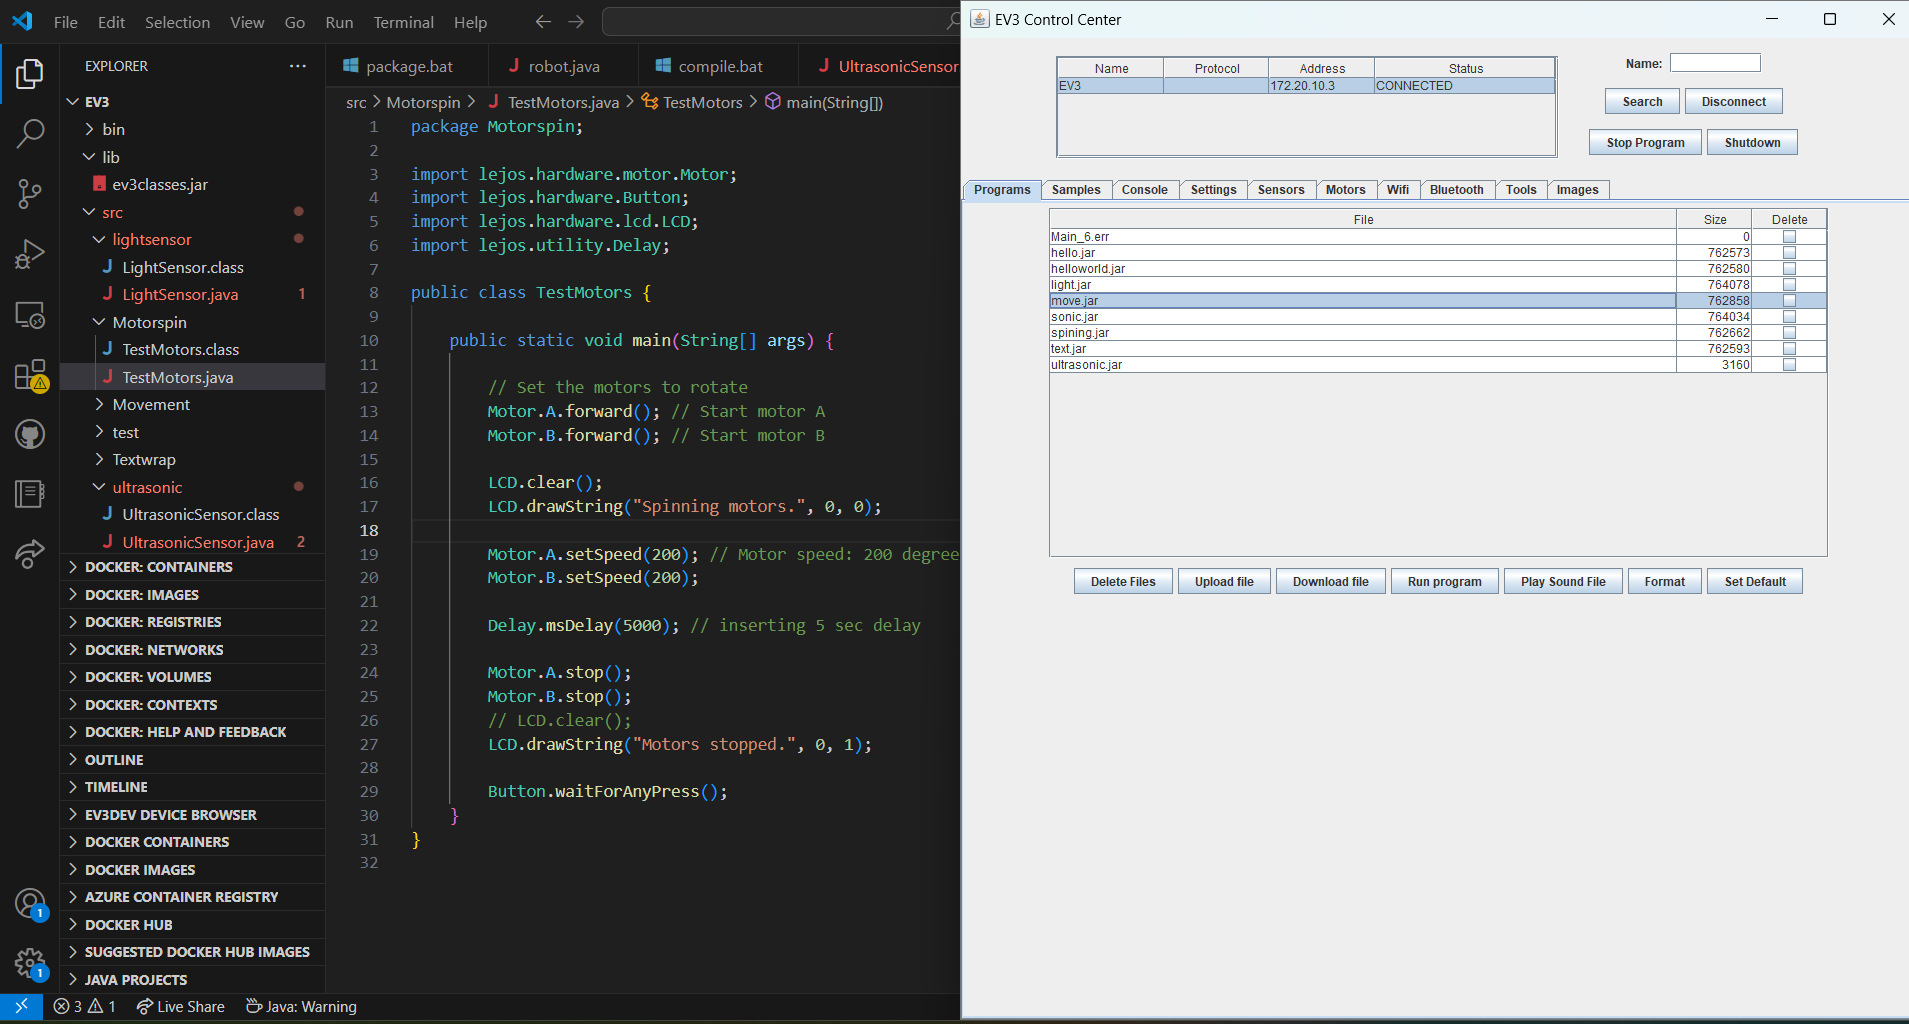 File Edit Selection View Go Run Terminal Help
EXPLORER
EV3
bin
lib
ev3classes.jar
src
lightsensor
LightSensor.class
LightSensor.java 1
Motorspin
TestMotors.class
TestMotors.java
Movement
test
Textwrap
ultrasonic
UltrasonicSensor.class
UltrasonicSensor.java 2
DOCKER: CONTAINERS
DOCKER: IMAGES
DOCKER: REGISTRIES
DOCKER: NETWORKS
DOCKER: VOLUMES
DOCKER: CONTEXTS
DOCKER: HELP AND FEEDBACK
OUTLINE
TIMELINE
EV3DEV DEVICE BROWSER
DOCKER CONTAINERS
DOCKER IMAGES
AZURE CONTAINER REGISTRY
DOCKER HUB
SUGGESTED DOCKER HUB IMAGES
JAVA PROJECTS
1
1
3 1 Live Share Java: Warning
package.bat robot.java compile.bat UltrasonicSensor
src > Motorspin > TestMotors.java > TestMotors > main(String[])
1 package Motorspin;
2
3 import lejos.hardware.motor.Motor;
4 import lejos.hardware.Button;
5 import lejos.hardware.lcd.LCD;
6 import lejos.utility.Delay;
7
8 public class TestMotors {
9
10 public static void main(String[] args) {
11
12 // Set the motors to rotate
13 Motor.A.forward(); // Start motor A
14 Motor.B.forward(); // Start motor B
15
16 LCD.clear();
17 LCD.drawString("Spinning motors.", 0, 0);
18
19 Motor.A.setSpeed(200); // Motor speed: 200 degree
20 Motor.B.setSpeed(200);
21
22 Delay.msDelay(5000); // inserting 5 sec delay
23
24 Motor.A.stop();
25 Motor.B.stop();
26 // LCD.clear();
27 LCD.drawString("Motors stopped.", 0, 1);
28
29 Button.waitForAnyPress();
30 }
31 }
32
EV3 Control Center
Name Protocol Address Status
EV3 172.20.10.3 CONNECTED
Name:
Search Disconnect
Stop Program Shutdown
Programs Samples Console Settings Sensors Motors Wifi Bluetooth Tools Images
File Size Delete
Main_6.err 0
hello.jar 762573
helloworld.jar 762580
light.jar 764078
move.jar 762858
sonic.jar 764034
spining.jar 762662
text.jar 762593
ultrasonic.jar 3160
Delete Files Upload file Download file Run program Play Sound File Format Set Default